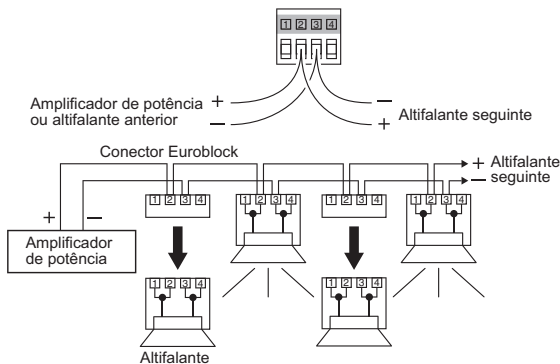 1 2 3 4
Amplificador de potência +
ou altifalante anterior −
−
+ Altifalante seguinte
Conector Euroblock
+ Altifalante
− seguinte
1 2 3 4
1 2 3 4
1 2 3 4
1 2 3 4
+ −
Amplificador
de potência
1 2 3 4
1 2 3 4
Altifalante